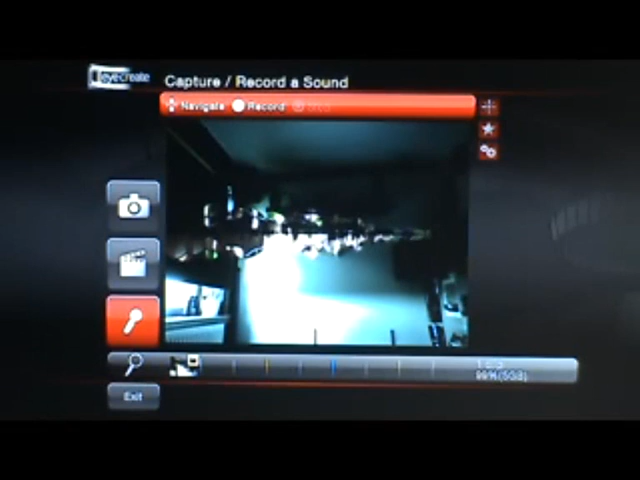 eyecreate
Capture / Record a Sound
Navigate Record
99%(5GB)
Exit